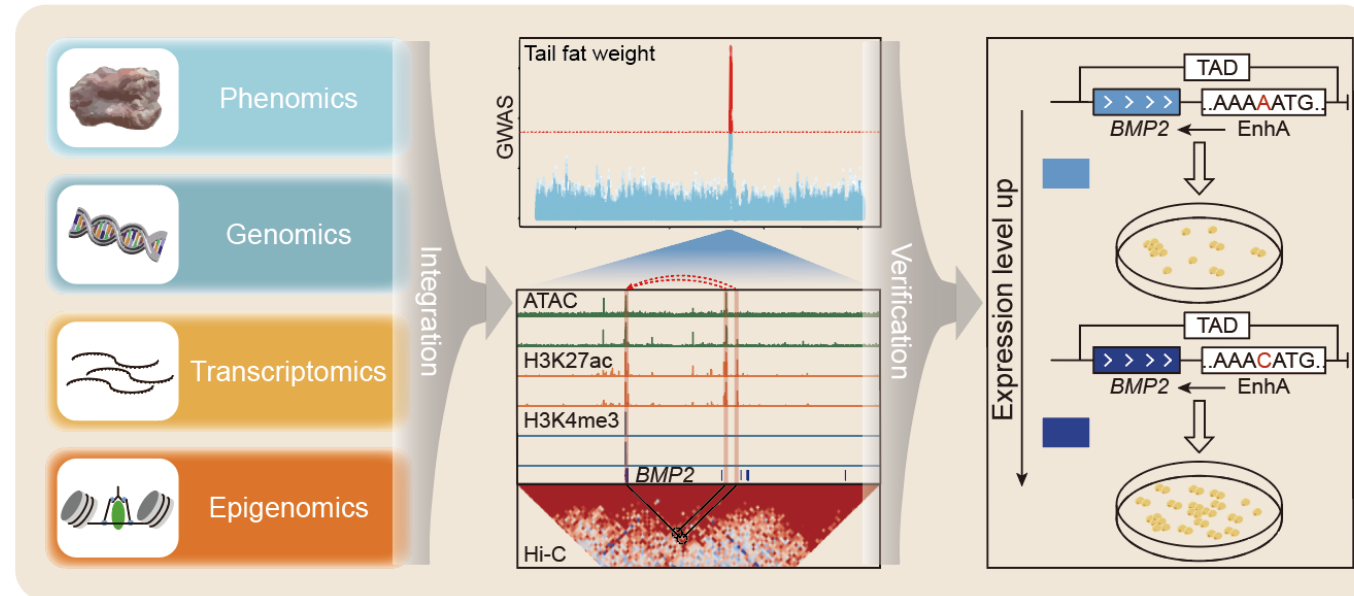 Phenomics
Genomics
Transcriptomics
Epigenomics
Integration
Tail fat weight
GWAS
ATAC
H3K27ac
H3K4me3
BMP2
Hi-C
Verification
Expression level up
TAD
..AAAAATG..
BMP2
EnhA
TAD
..AAACATG..
BMP2
EnhA